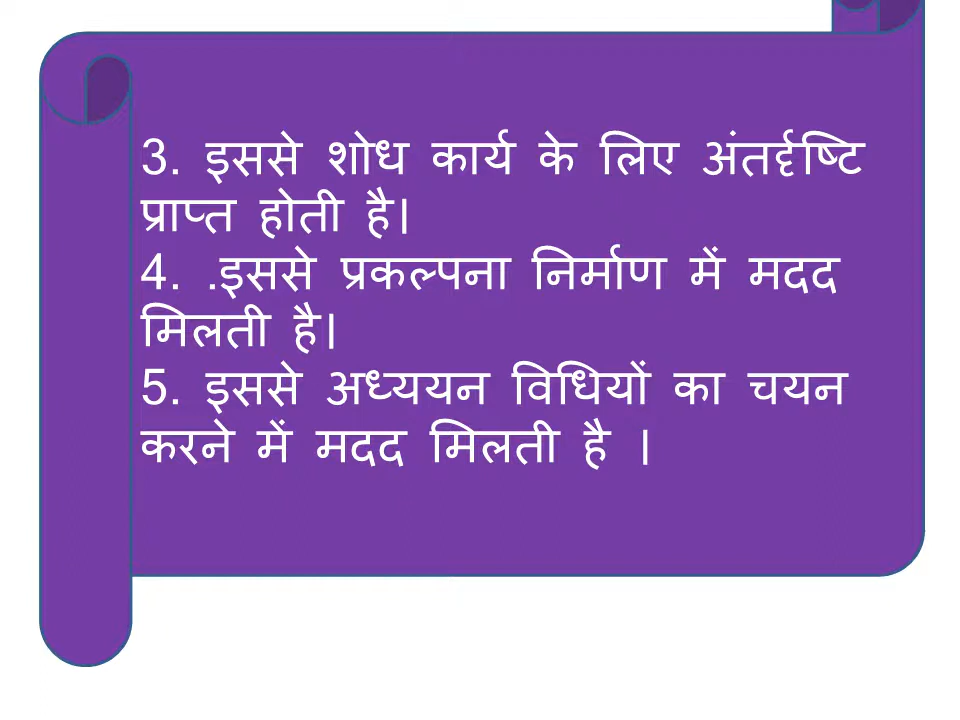 3. इससे शोध कार्य के लिए अंतर्दृष्टि
प्राप्त होती है।
4. .इससे प्रकल्पना निर्माण में मदद
मिलती है।
5. इससे अध्ययन विधियों का चयन
करने में मदद मिलती है ।